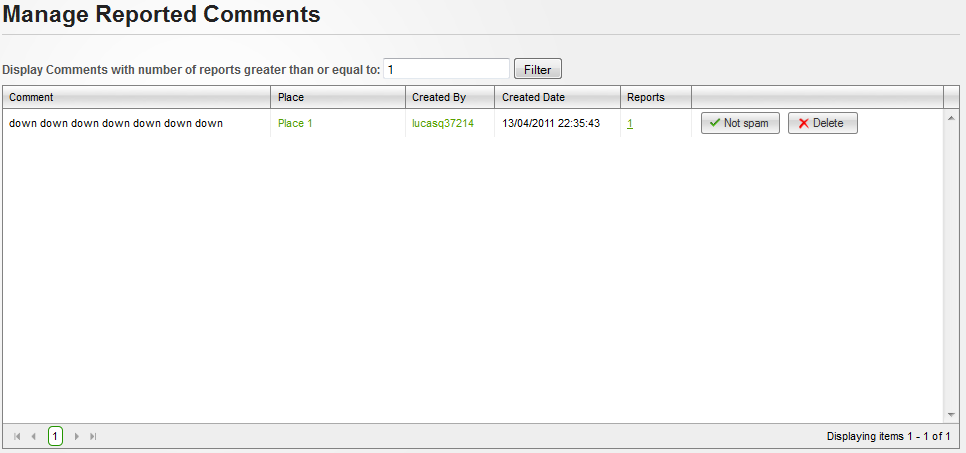 Manage Reported Comments
Display Comments with number of reports greater than or equal to: 1 Filter
Comment Place Created By Created Date Reports
down down down down down down down Place 1 lucasq37214 13/04/2011 22:35:43 1 Not spam Delete
1 Displaying items 1 - 1 of 1